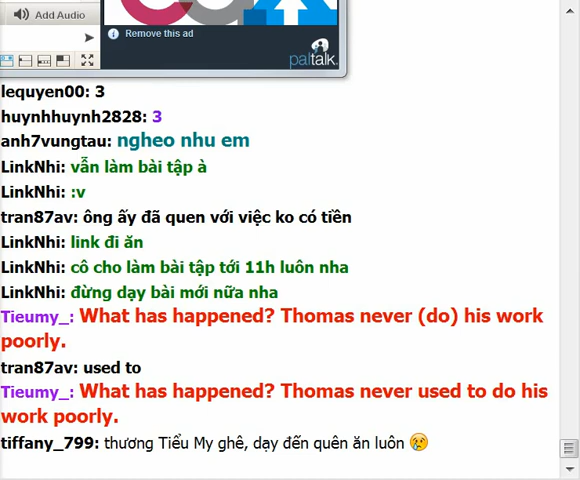 Add Audio
Remove this ad
paltalk
lequyen00: 3
huynhhuynh2828: 3
anh7vungtau: ngheo nhu em
LinkNhi: vẫn làm bài tập à
LinkNhi: :v
tran87av: ông ấy đã quen với việc ko có tiền
LinkNhi: link đi ăn
LinkNhi: cô cho làm bài tập tới 11h luôn nha
LinkNhi: đừng dạy bài mới nữa nha
Tieumy_: What has happened? Thomas never (do) his work
poorly.
tran87av: used to
Tieumy_: What has happened? Thomas never used to do his
work poorly.
tiffany_799: thương Tiểu My ghê, dạy đến quên ăn luôn 😢